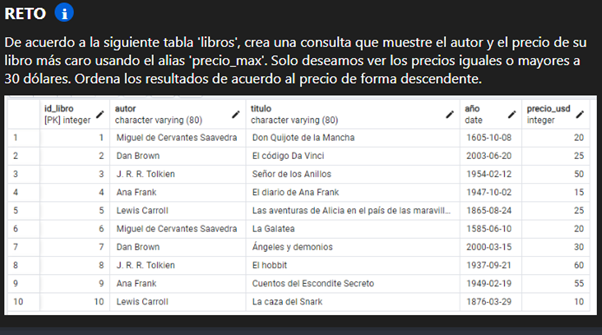 RETO i
De acuerdo a la siguiente tabla 'libros', crea una consulta que muestre el autor y el precio de su
libro más caro usando el alias 'precio_max'. Solo deseamos ver los precios iguales o mayores a
30 dólares. Ordena los resultados de acuerdo al precio de forma descendente.
id_libro autor titulo año precio_usd
[PK] integer character varying (80) character varying (80) date integer
1 1 Miguel de Cervantes Saavedra Don Quijote de la Mancha 1605-10-08 20
2 2 Dan Brown El código Da Vinci 2003-06-20 25
3 3 J. R. R. Tolkien Señor de los Anillos 1954-02-12 50
4 4 Ana Frank El diario de Ana Frank 1947-10-02 15
5 5 Lewis Carroll Las aventuras de Alicia en el país de las maravill... 1865-08-24 25
6 6 Miguel de Cervantes Saavedra La Galatea 1585-06-10 20
7 7 Dan Brown Ángeles y demonios 2000-03-15 30
8 8 J. R. R. Tolkien El hobbit 1937-09-21 60
9 9 Ana Frank Cuentos del Escondite Secreto 1949-02-19 55
10 10 Lewis Carroll La caza del Snark 1876-03-29 10